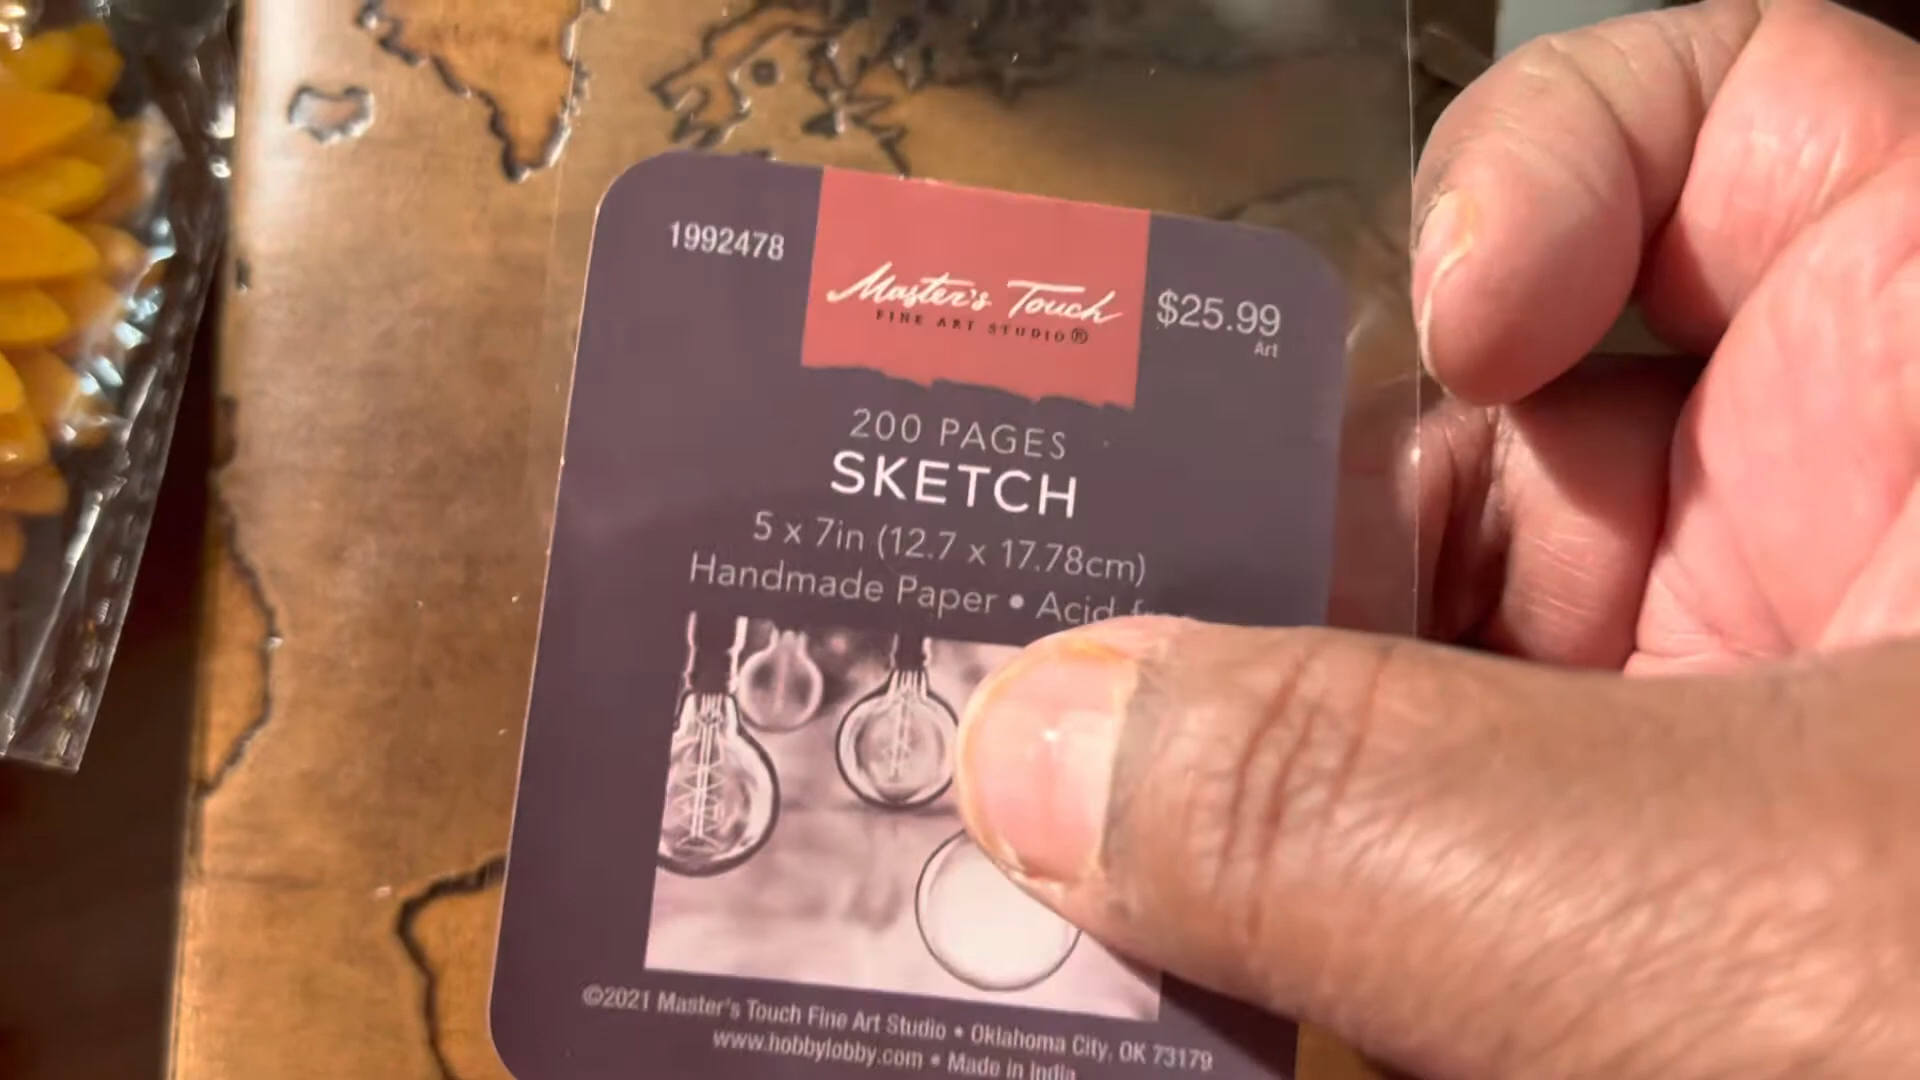 1992478
Master's Touch
FINE ART STUDIO®
$25.99
Art
200 PAGES
SKETCH
5 x 7in (12.7 x 17.78cm)
Handmade Paper • Acid
©2021 Master's Touch Fine Art Studio • Oklahoma City, OK 73179
www.hobbylobby.com • Made in India